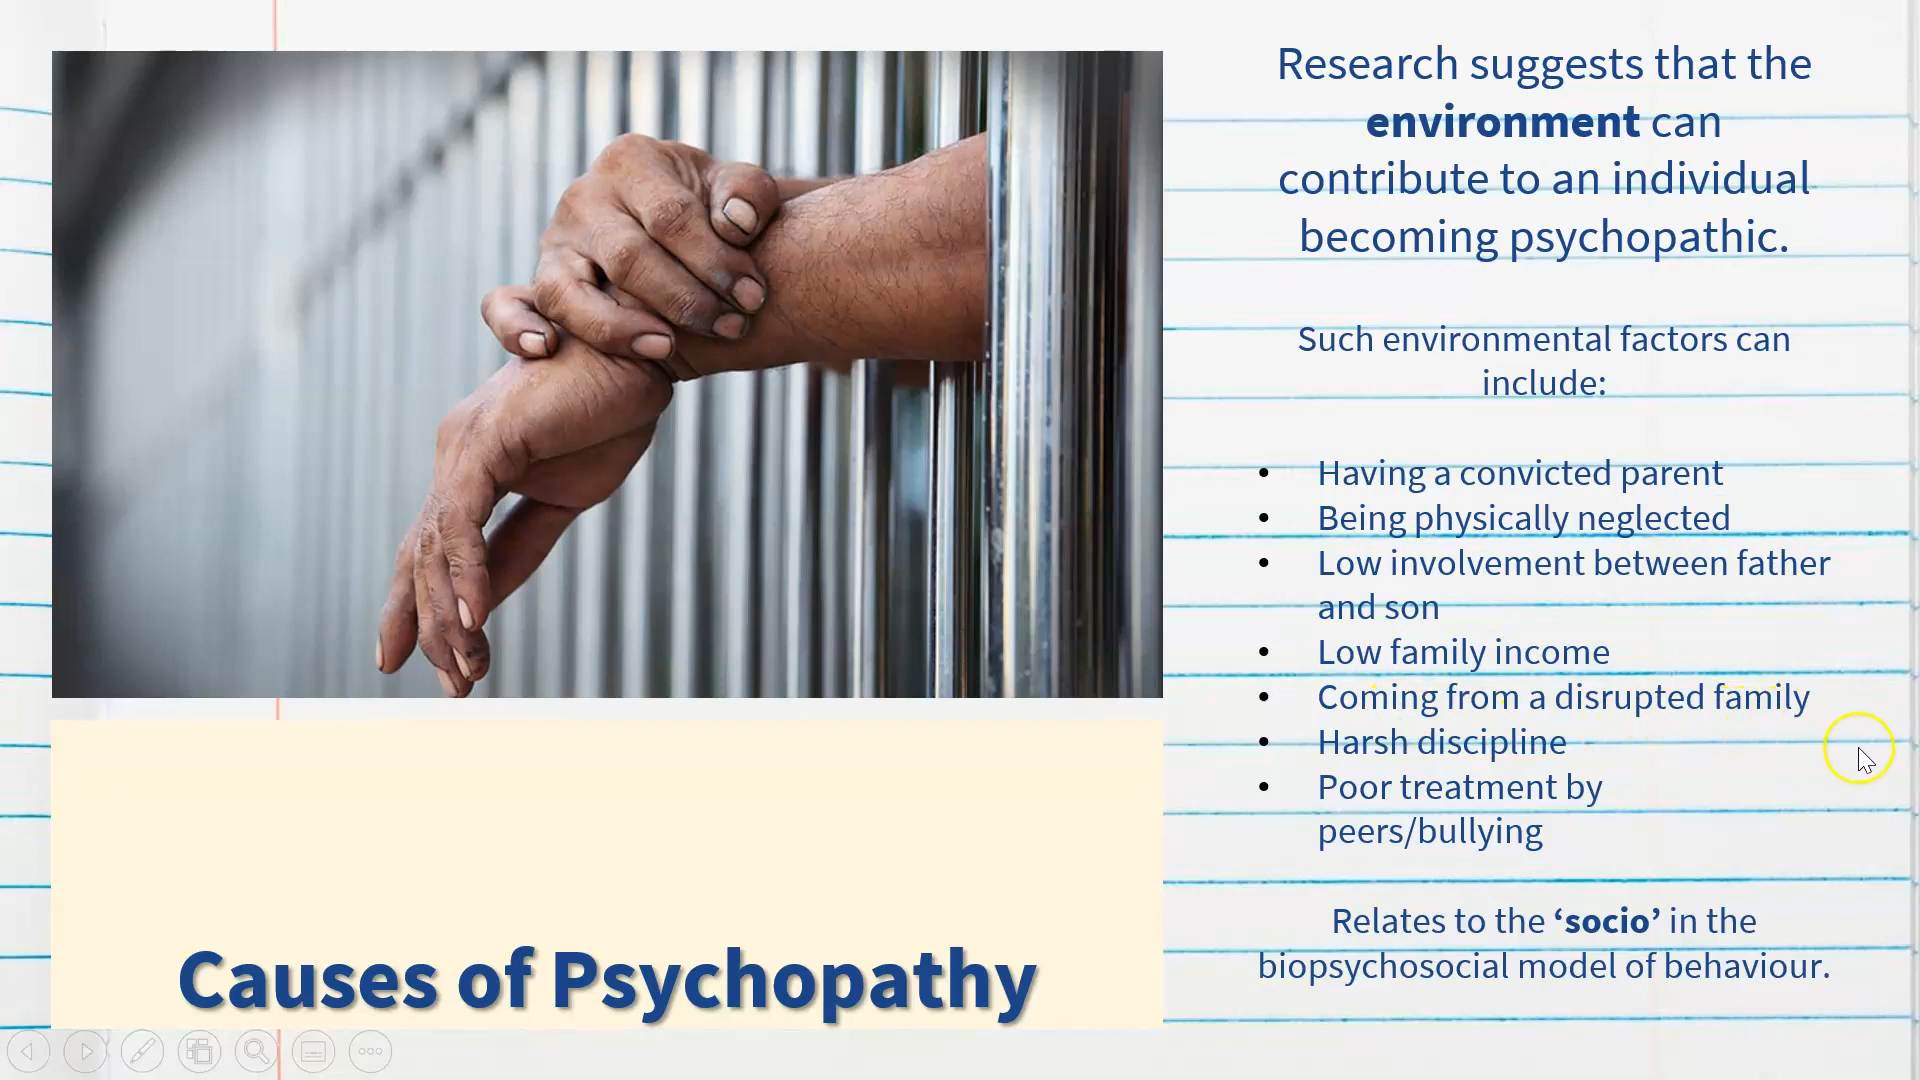 Research suggests that the
environment can
contribute to an individual
becoming psychopathic.
Such environmental factors can
include:
• Having a convicted parent
• Being physically neglected
• Low involvement between father
and son
• Low family income
• Coming from a disrupted family
• Harsh discipline
• Poor treatment by
peers/bullying
Relates to the ‘socio’ in the
biopsychosocial model of behaviour.
Causes of Psychopathy